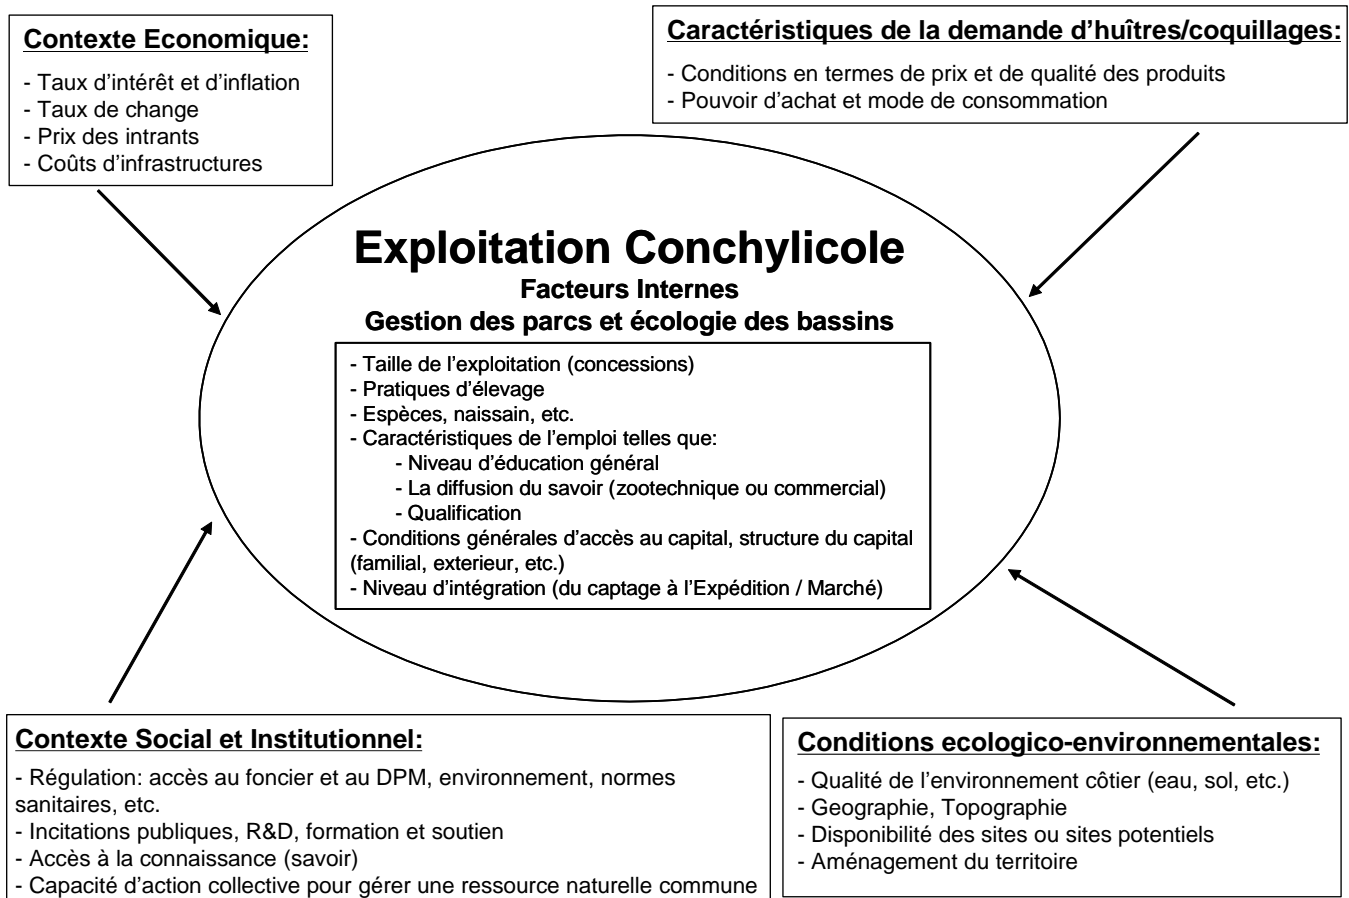 Contexte Economique:
- Taux d’intérêt et d’inflation
- Taux de change
- Prix des intrants
- Coûts d’infrastructures
Caractéristiques de la demande d’huîtres/coquillages:
- Conditions en termes de prix et de qualité des produits
- Pouvoir d’achat et mode de consommation
Exploitation Conchylicole
Facteurs Internes
Gestion des parcs et écologie des bassins
- Taille de l’exploitation (concessions)
- Pratiques d’élevage
- Espèces, naissain, etc.
- Caractéristiques de l’emploi telles que:
- Niveau d’éducation général
- La diffusion du savoir (zootechnique ou commercial)
- Qualification
- Conditions générales d’accès au capital, structure du capital
(familial, exterieur, etc.)
- Niveau d’intégration (du captage à l’Expédition / Marché)
Contexte Social et Institutionnel:
- Régulation: accès au foncier et au DPM, environnement, normes
sanitaires, etc.
- Incitations publiques, R&D, formation et soutien
- Accès à la connaissance (savoir)
- Capacité d’action collective pour gérer une ressource naturelle commune
Conditions ecologico-environnementales:
- Qualité de l’environnement côtier (eau, sol, etc.)
- Geographie, Topographie
- Disponibilité des sites ou sites potentiels
- Aménagement du territoire